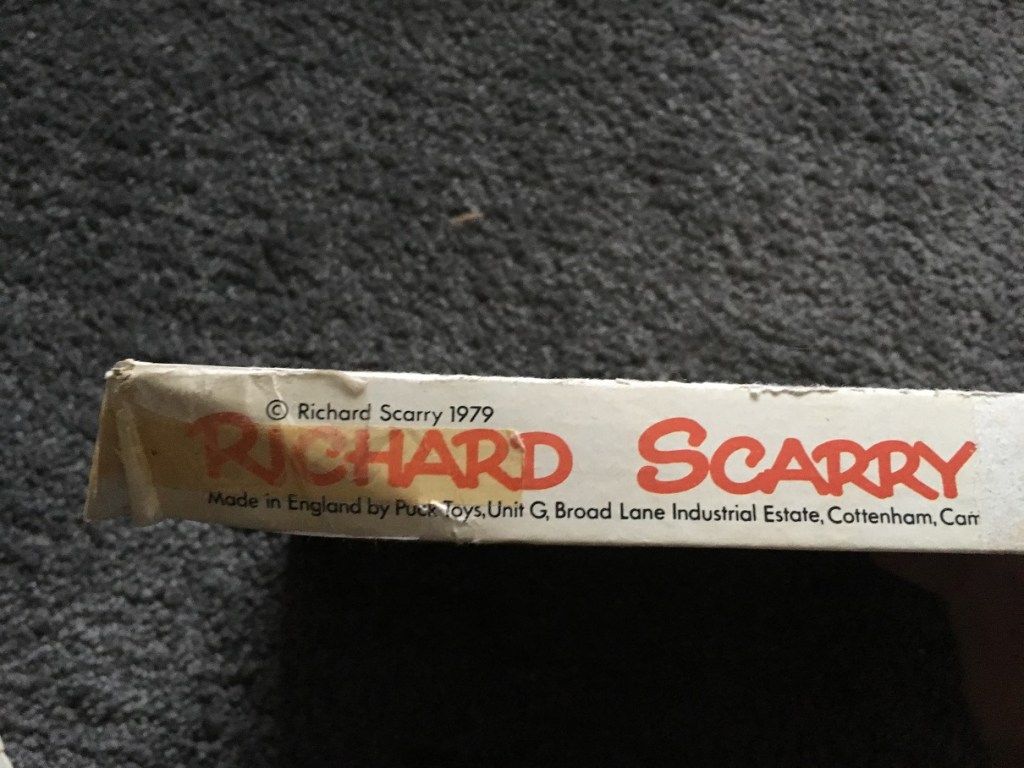 © Richard Scarry 1979
RICHARD SCARRY
Made in England by Puck Toys, Unit G, Broad Lane Industrial Estate, Cottenham,